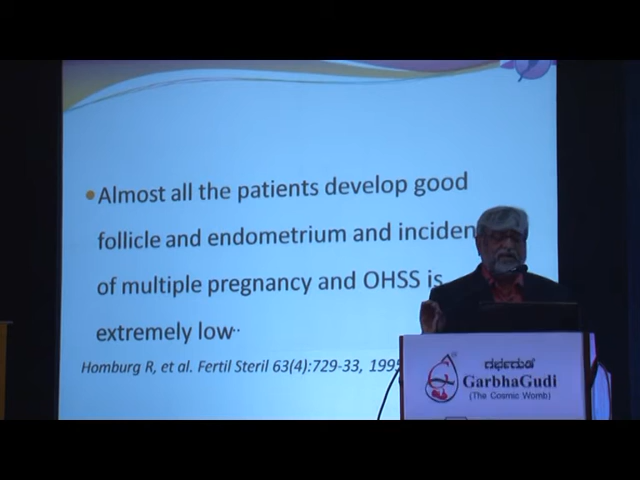 Almost all the patients develop good
follicle and endometrium and inciden
of multiple pregnancy and OHSS is
extremely low..
Homburg R, et al. Fertil Steril 63(4):729-33, 1995
ಗರ್ಭಗುಡಿ
GarbhaGudi
(The Cosmic Womb)